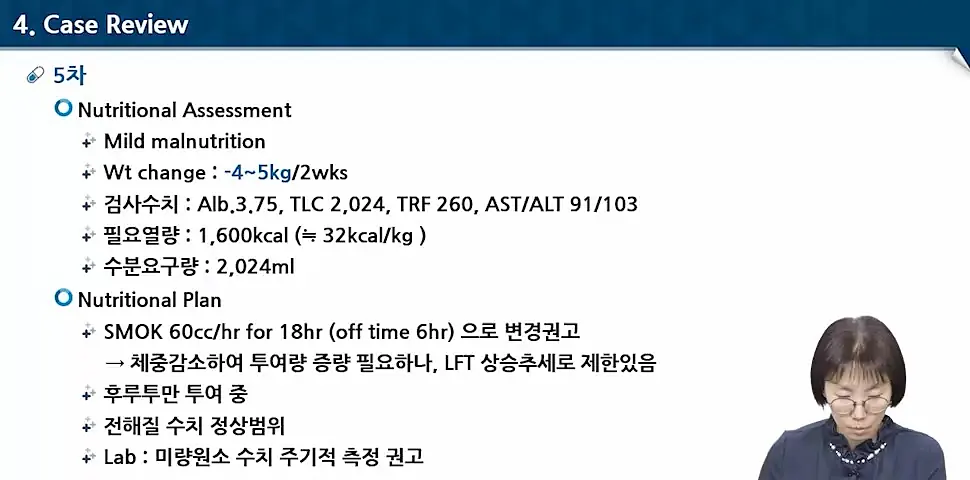 4. Case Review
5차
Nutritional Assessment
Mild malnutrition
Wt change : -4~5kg/2wks
검사수치 : Alb.3.75, TLC 2,024, TRF 260, AST/ALT 91/103
필요열량 : 1,600kcal (≒ 32kcal/kg )
수분요구량 : 2,024ml
Nutritional Plan
SMOK 60cc/hr for 18hr (off time 6hr) 으로 변경권고
→ 체중감소하여 투여량 증량 필요하나, LFT 상승추세로 제한있음
후루투만 투여 중
전해질 수치 정상범위
Lab : 미량원소 수치 주기적 측정 권고